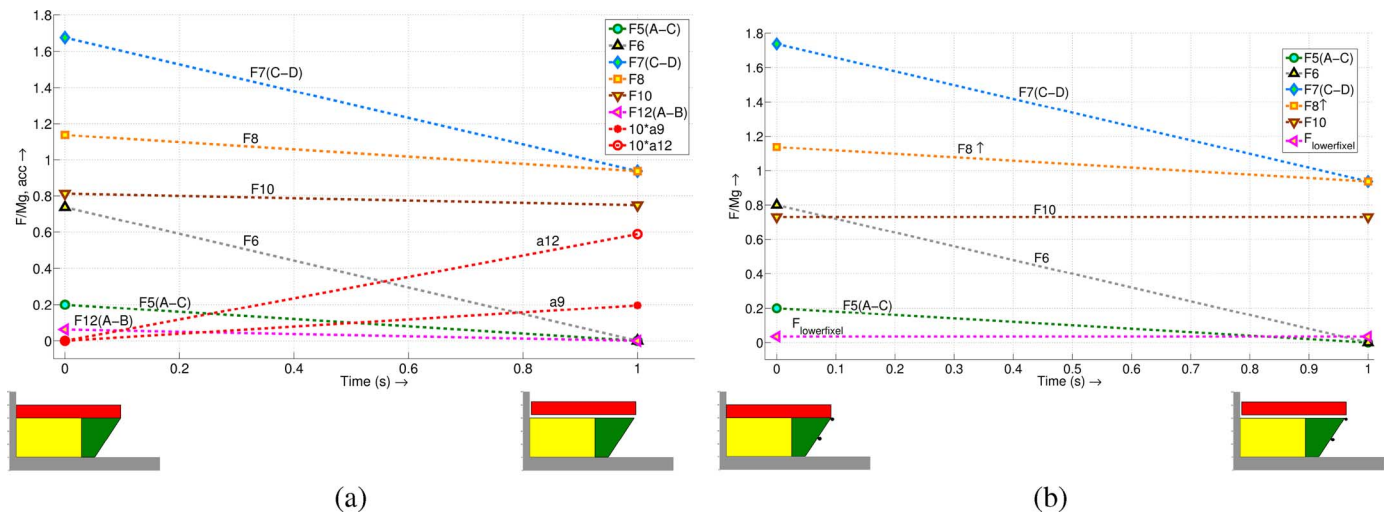 1.8
1.6
1.4
1.2
1
0.8
0.6
0.4
0.2
0
F/Mg, acc →
0 0.2 0.4 0.6 0.8 1
Time (s) →
F7(C−D)
F8
F10
F6
a12
F5(A−C)
a9
F12(A−B)
F5(A−C)
F6
F7(C−D)
F8
F10
F12(A−B)
10*a9
10*a12
(a)
1.8
1.6
1.4
1.2
1
0.8
0.6
0.4
0.2
0
F/Mg →
0 0.1 0.2 0.3 0.4 0.5 0.6 0.7 0.8 0.9 1
Time (s) →
F7(C−D)
F8 ↑
F10
F6
F5(A−C)
Flowerfixel
F5(A−C)
F6
F7(C−D)
F8↑
F10
Flowerfixel
(b)